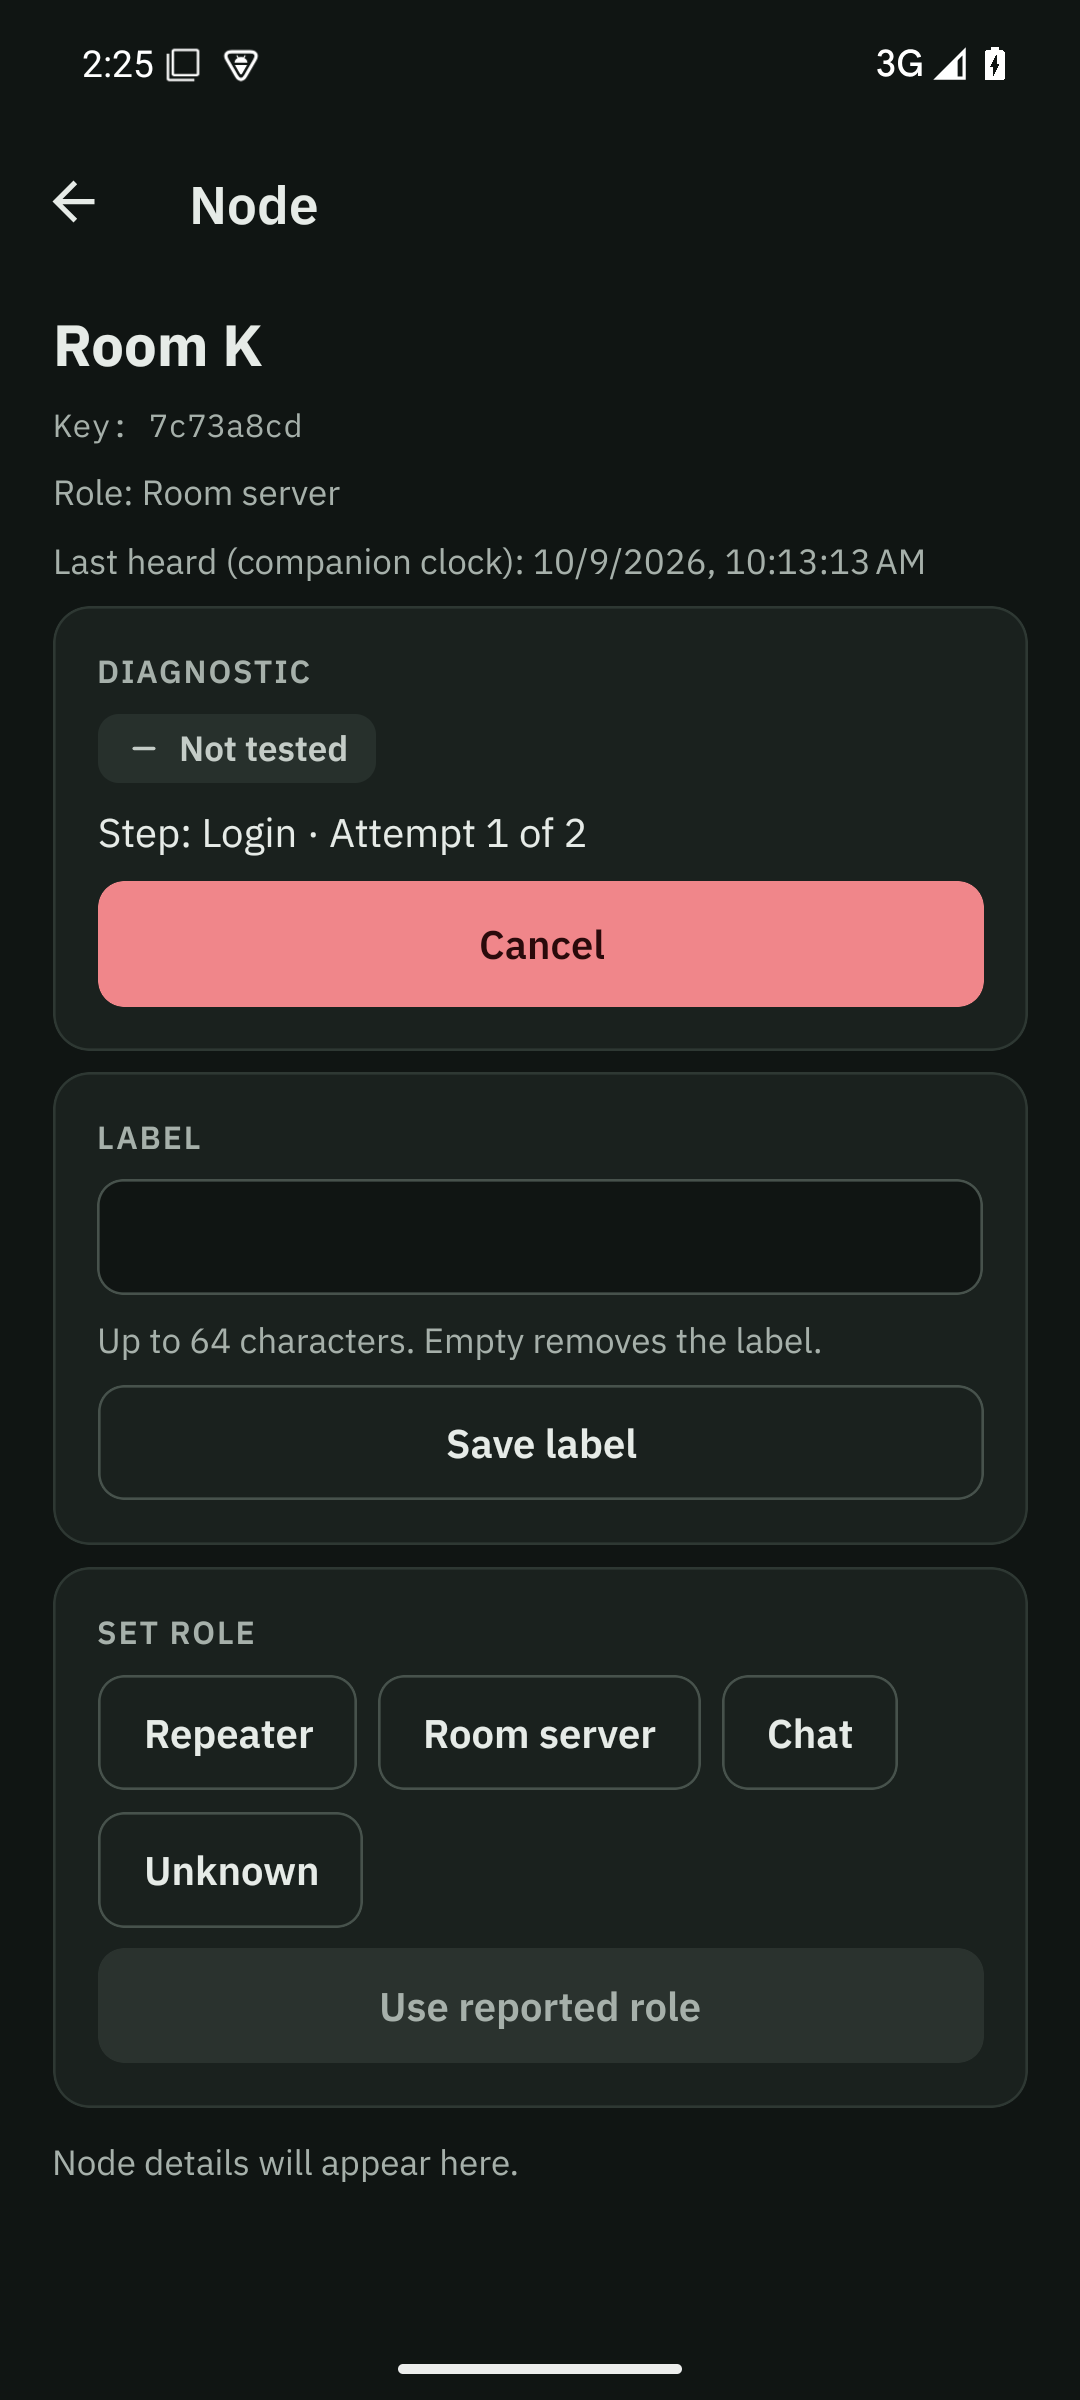 2:25
3G
Node
Room K
Key: 7c73a8cd
Role: Room server
Last heard (companion clock): 10/9/2026, 10:13:13 AM
DIAGNOSTIC
— Not tested
Step: Login · Attempt 1 of 2
Cancel
LABEL
Up to 64 characters. Empty removes the label.
Save label
SET ROLE
Repeater
Room server
Chat
Unknown
Use reported role
Node details will appear here.